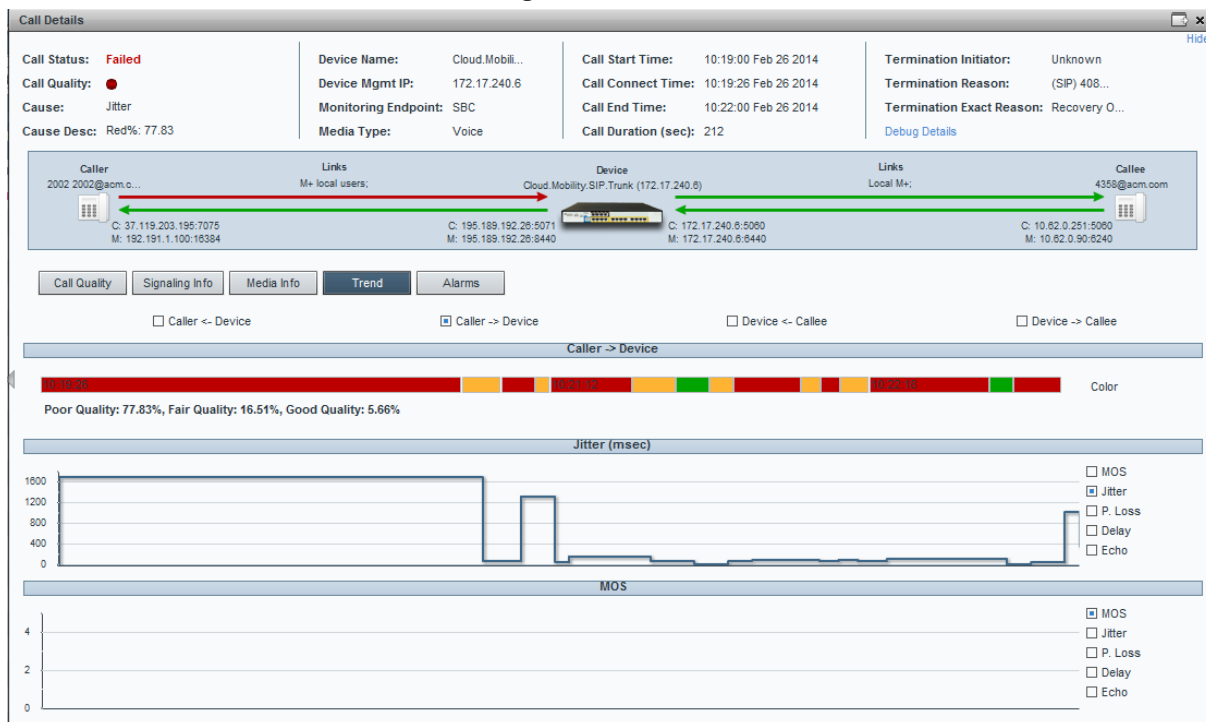 Call Details
Hide
Call Status: Failed Device Name: Cloud.Mobili... Call Start Time: 10:19:00 Feb 26 2014 Termination Initiator: Unknown
Call Quality: Device Mgmt IP: 172.17.240.6 Call Connect Time: 10:19:26 Feb 26 2014 Termination Reason: (SIP) 408...
Cause: Jitter Monitoring Endpoint: SBC Call End Time: 10:22:00 Feb 26 2014 Termination Exact Reason: Recovery O...
Cause Desc: Red%: 77.83 Media Type: Voice Call Duration (sec): 212 Debug Details
Caller Links Device Links Callee
2002 2002@acm.c... M+ local users; Cloud.Mobility.SIP.Trunk (172.17.240.6) Local M+; 4358@acm.com
C: 37.119.203.195:7075 C: 195.189.192.26:5071 C: 172.17.240.6:5060 C: 10.62.0.251:5060
M: 192.191.1.100:16384 M: 195.189.192.26:8440 M: 172.17.240.6:6440 M: 10.62.0.90:6240
Call Quality Signaling Info Media Info Trend Alarms
Caller <- Device Caller -> Device Device <- Callee Device -> Callee
Caller -> Device
10:19:26 10:21:12 10:22:16 Color
Poor Quality: 77.83%, Fair Quality: 16.51%, Good Quality: 5.66%
Jitter (msec)
1600
1200
800
400
0
MOS
Jitter
P. Loss
Delay
Echo
MOS
4
2
0
MOS
Jitter
P. Loss
Delay
Echo